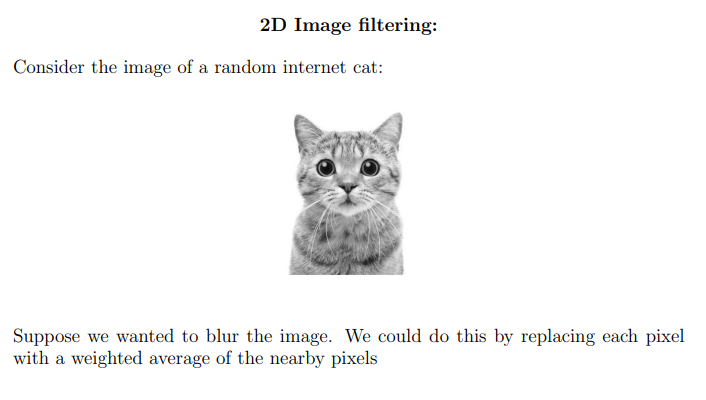 2D Image filtering:
Consider the image of a random internet cat:
Suppose we wanted to blur the image. We could do this by replacing each pixel
with a weighted average of the nearby pixels